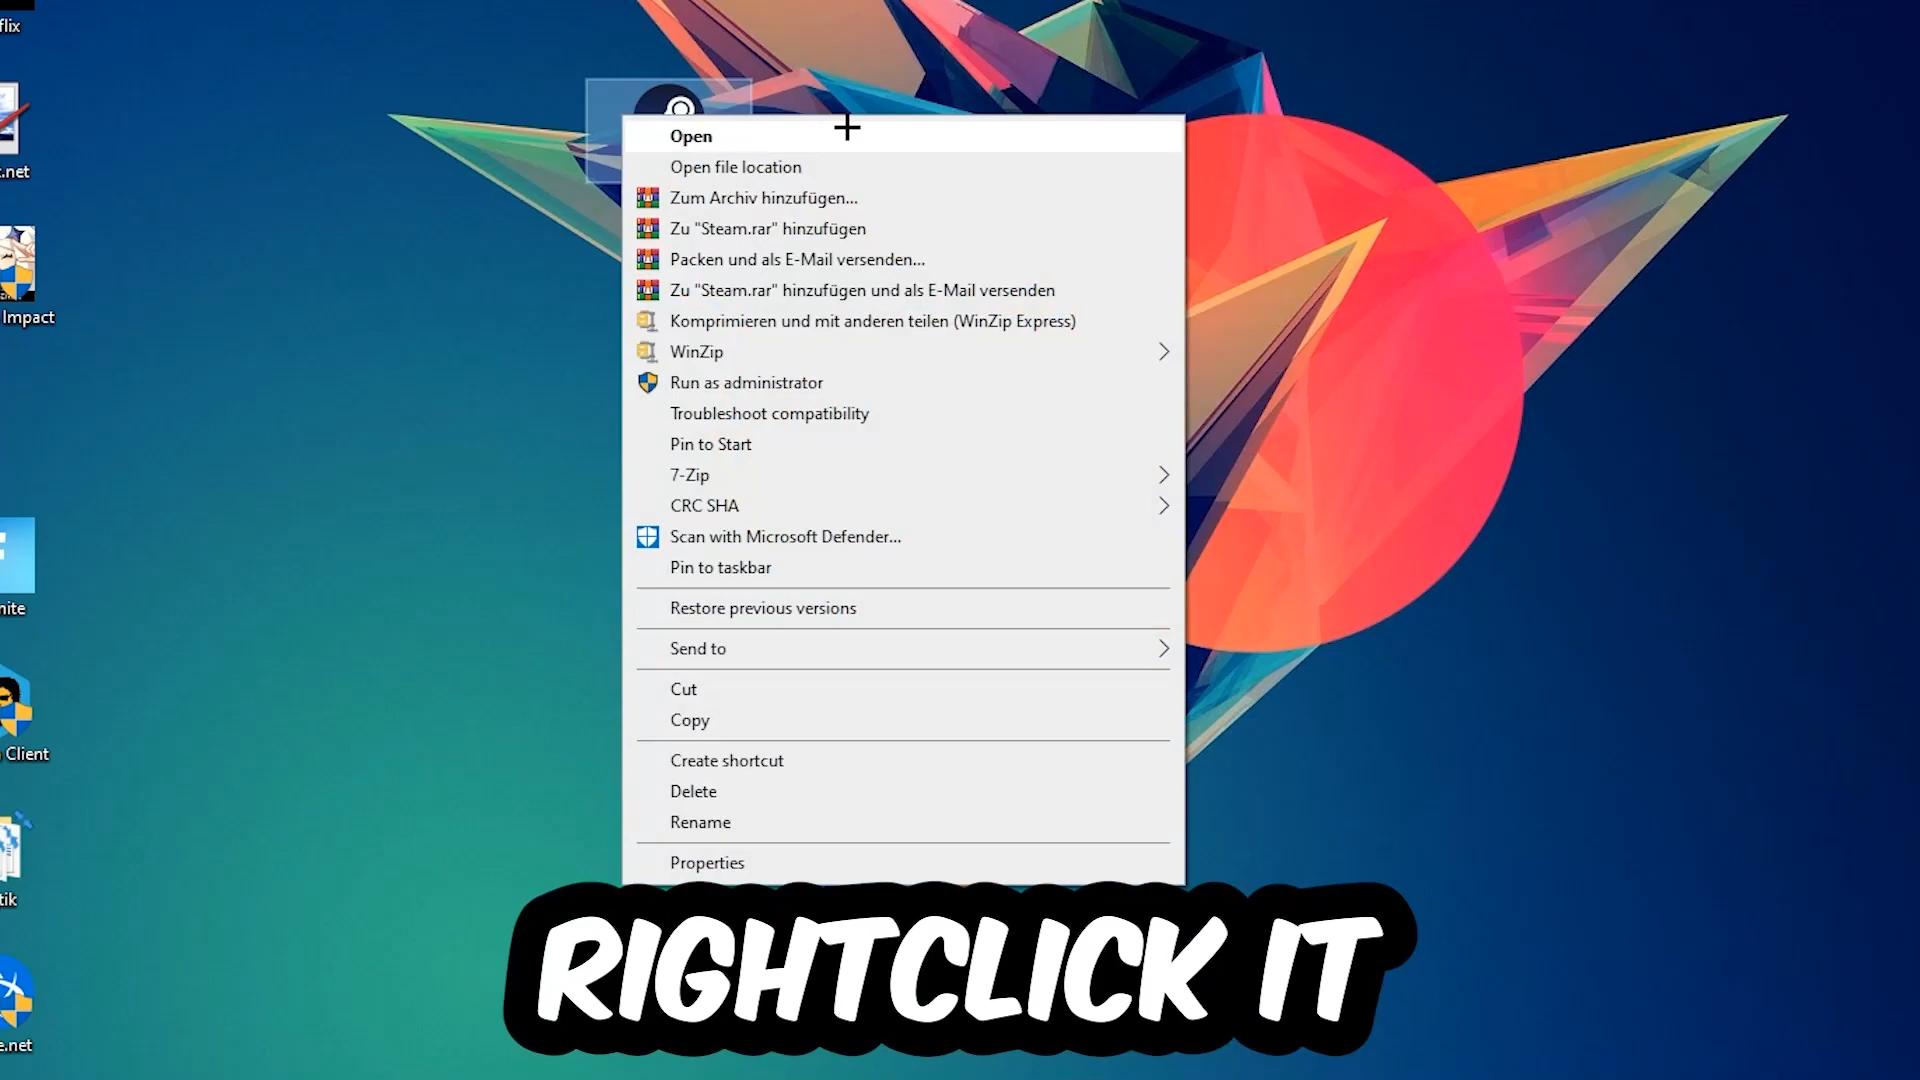 flix
t.net
Impact
nite
Client
tik
e.net
Open
Open file location
Zum Archiv hinzufügen...
Zu "Steam.rar" hinzufügen
Packen und als E-Mail versenden...
Zu "Steam.rar" hinzufügen und als E-Mail versenden
Komprimieren und mit anderen teilen (WinZip Express)
WinZip
Run as administrator
Troubleshoot compatibility
Pin to Start
7-Zip
CRC SHA
Scan with Microsoft Defender...
Pin to taskbar
Restore previous versions
Send to
Cut
Copy
Create shortcut
Delete
Rename
Properties
RIGHTCLICK IT